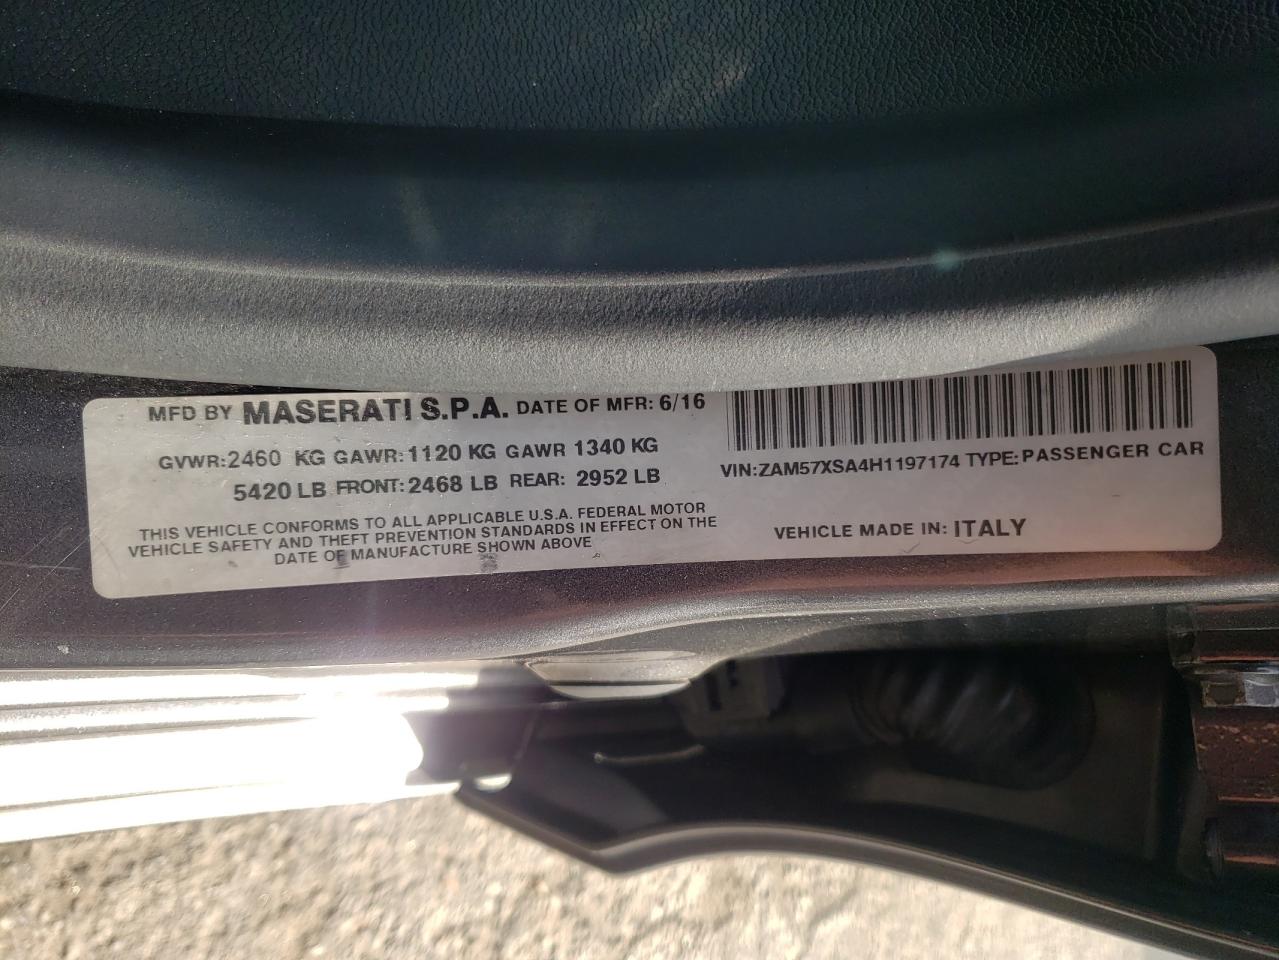 MFD BY MASERATI S.P.A. DATE OF MFR: 6/16
GVWR:2460 KG GAWR:1120 KG GAWR 1340 KG
5420 LB FRONT:2468 LB REAR: 2952 LB
THIS VEHICLE CONFORMS TO ALL APPLICABLE U.S.A. FEDERAL MOTOR
VEHICLE SAFETY AND THEFT PREVENTION STANDARDS IN EFFECT ON THE
DATE OF MANUFACTURE SHOWN ABOVE
VIN:ZAM57XSA4H1197174 TYPE:PASSENGER CAR
VEHICLE MADE IN: ITALY